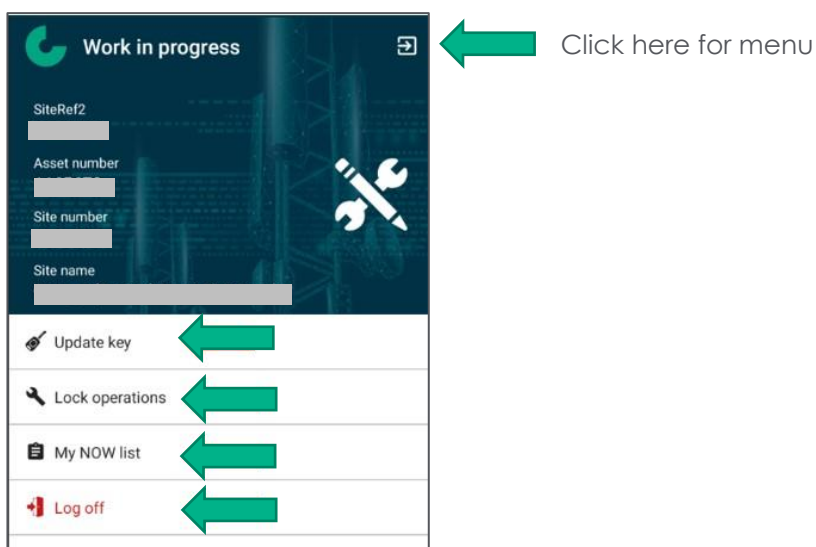 Work in progress
Click here for menu
SiteRef2
Asset number
Site number
Site name
Update key
Lock operations
My NOW list
Log off